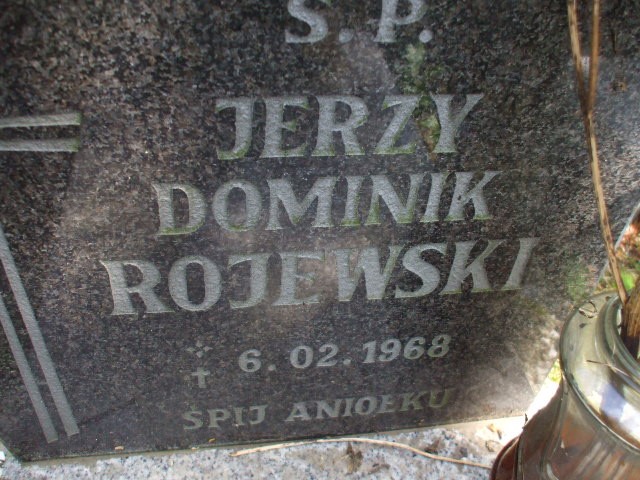 Ś.P.
JERZY
DOMINIK
ROJEWSKI
* † 6.02.1968
ŚPIJ ANIOŁKU